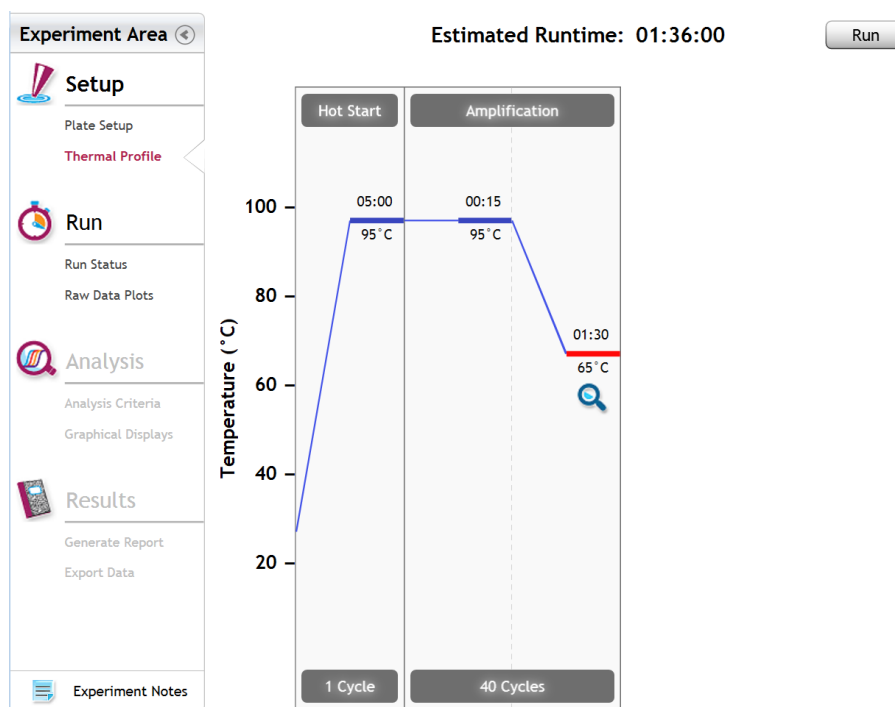 Experiment Area
Estimated Runtime: 01:36:00
Run
Setup
Plate Setup
Thermal Profile
Run
Run Status
Raw Data Plots
Analysis
Analysis Criteria
Graphical Displays
Results
Generate Report
Export Data
Experiment Notes
Hot Start
Amplification
Temperature (°C)
100
80
60
40
20
05:00
95°C
00:15
95°C
01:30
65°C
1 Cycle
40 Cycles